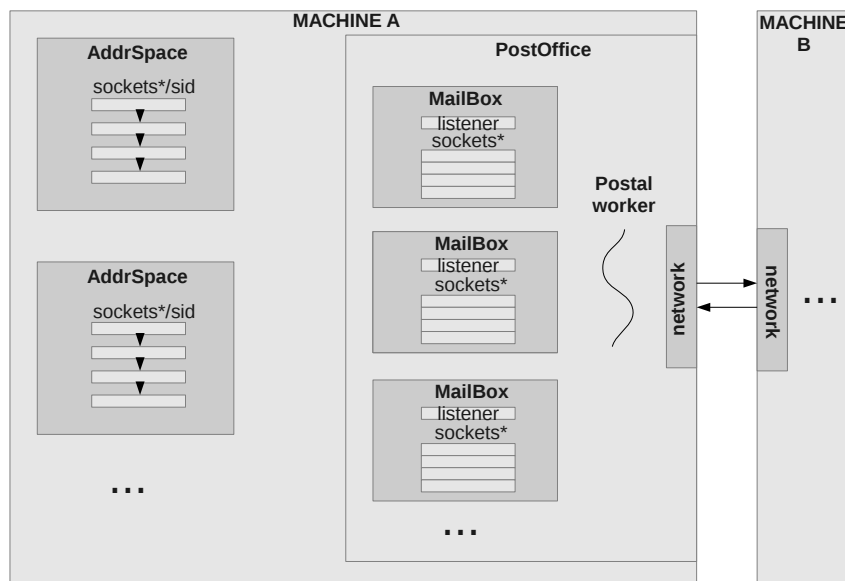 MACHINE A
AddrSpace
sockets*/sid
AddrSpace
sockets*/sid
...
PostOffice
MailBox
listener
sockets*
MailBox
listener
sockets*
MailBox
listener
sockets*
...
Postal
worker
network
MACHINE
B
network
...